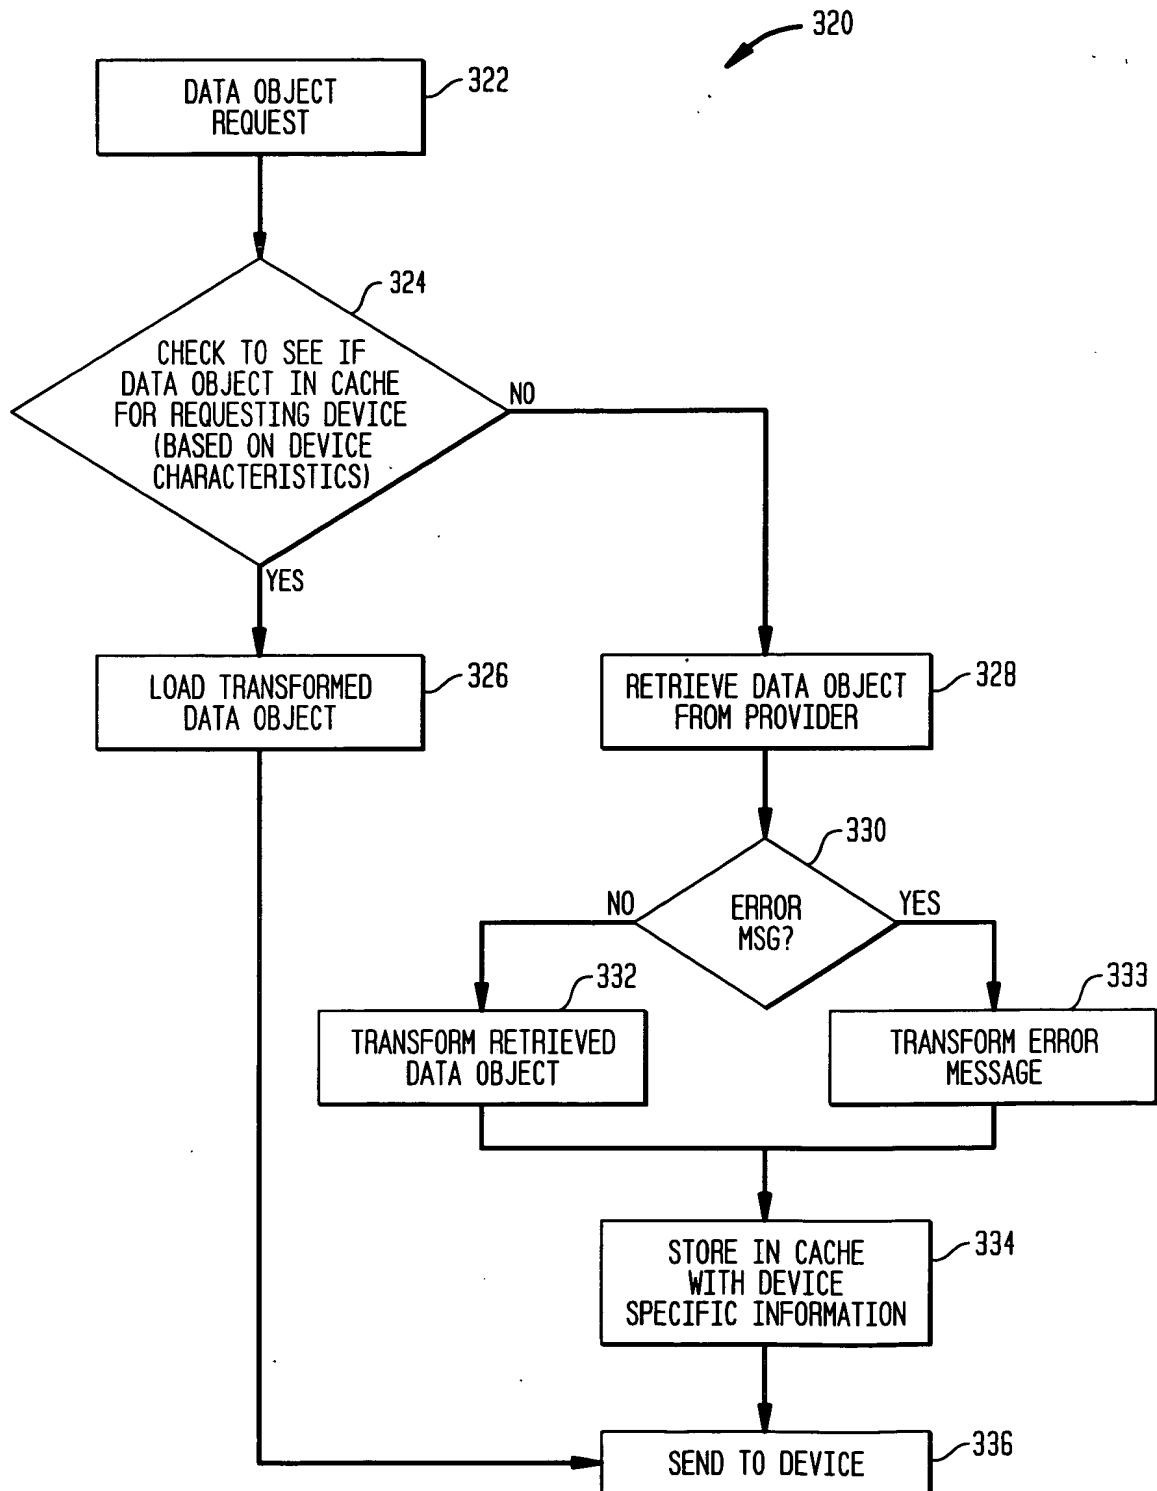 320
DATA OBJECT
REQUEST
322
324
CHECK TO SEE IF
DATA OBJECT IN CACHE
FOR REQUESTING DEVICE
(BASED ON DEVICE
CHARACTERISTICS)
NO
YES
LOAD TRANSFORMED
DATA OBJECT
326
RETRIEVE DATA OBJECT
FROM PROVIDER
328
330
ERROR
MSG?
NO
YES
332
TRANSFORM RETRIEVED
DATA OBJECT
333
TRANSFORM ERROR
MESSAGE
STORE IN CACHE
WITH DEVICE
SPECIFIC INFORMATION
334
SEND TO DEVICE
336